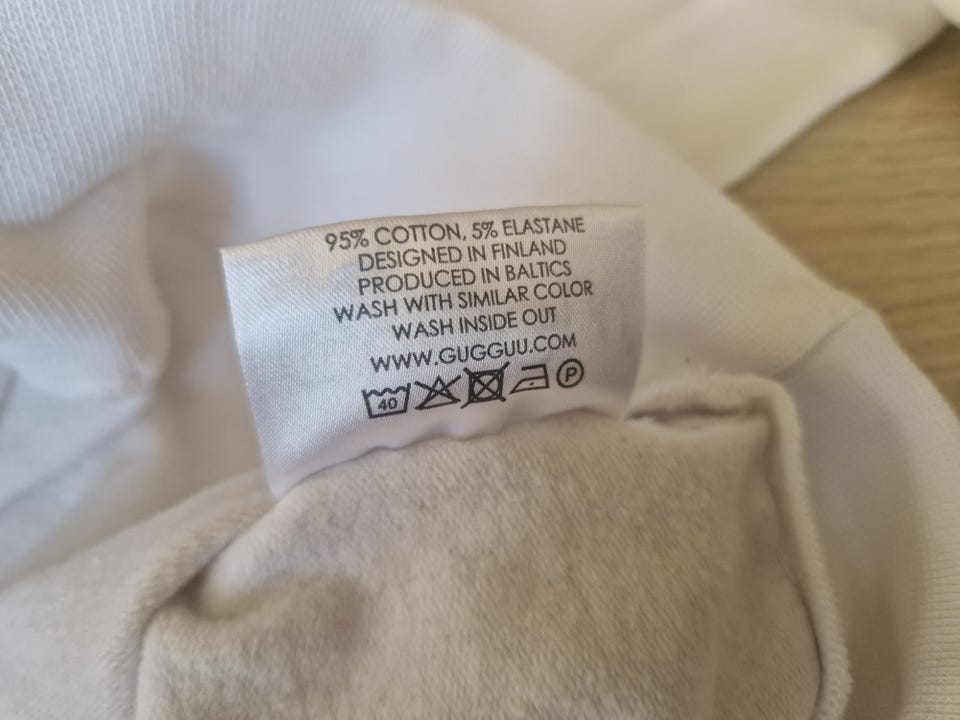 95% COTTON, 5% ELASTANE
DESIGNED IN FINLAND
PRODUCED IN BALTICS
WASH WITH SIMILAR COLOR
WASH INSIDE OUT
WWW.GUGGUU.COM
40 P